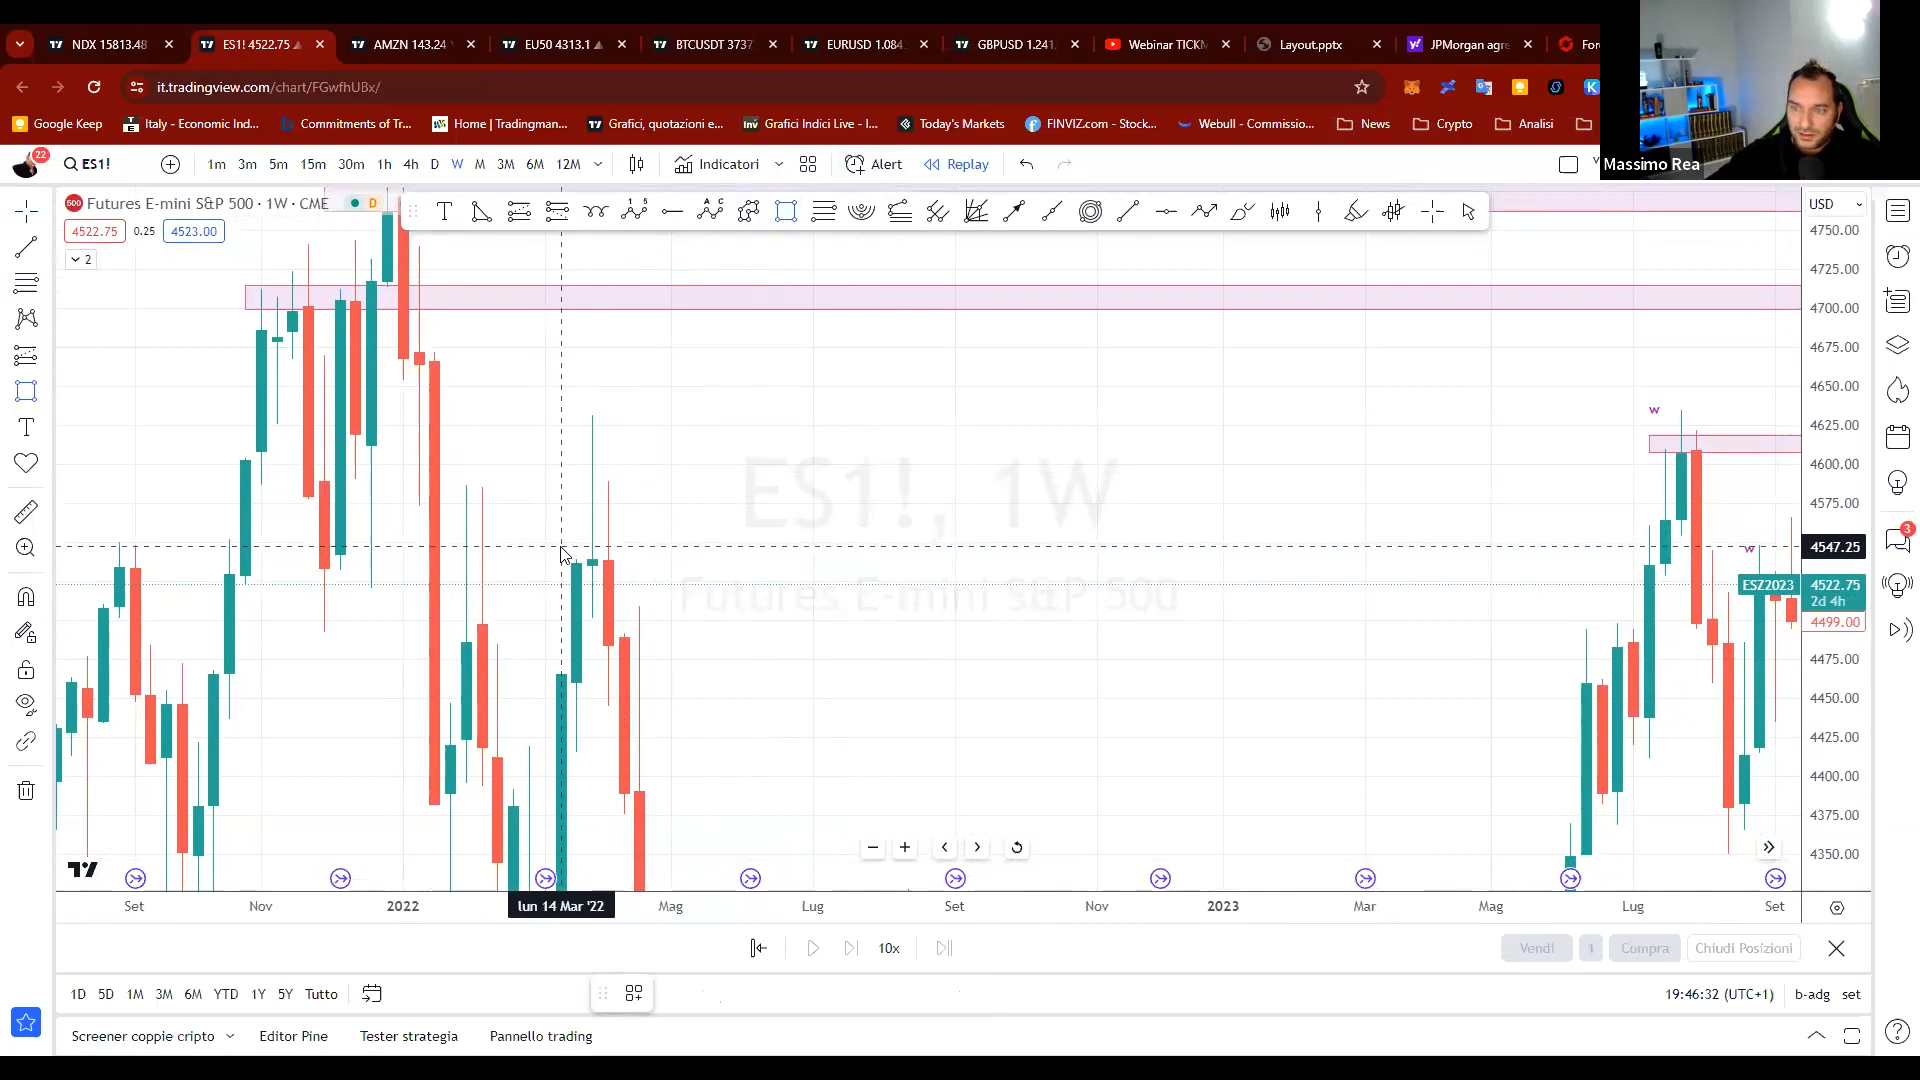 NDX 15813.48
ES1! 4522.75
AMZN 143.24
EU50 4313.1
BTCUSDT 3737
EURUSD 1.084
GBPUSD 1.241
Webinar TICKM
Layout.pptx
JPMorgan agre
For
it.tradingview.com/chart/FGwfhUBx/
Google Keep
Italy - Economic Ind...
Commitments of Tr...
Home | Tradingman...
Grafici, quotazioni e...
Grafici Indici Live - I...
Today's Markets
FINVIZ.com - Stock...
Webull - Commissio...
News
Crypto
Analisi
Massimo Rea
22
ES1!
1m 3m 5m 15m 30m 1h 4h D W M 3M 6M 12M
Indicatori
Alert
Replay
Futures E-mini S&P 500 · 1W · CME
D
4522.75
0.25
4523.00
2
USD
4750.00
4725.00
4700.00
4675.00
4650.00
4625.00
4600.00
4575.00
4547.25
ESZ2023
4522.75
2d 4h
4499.00
4475.00
4450.00
4425.00
4400.00
4375.00
4350.00
W
W
ES1!, 1W
Futures E-mini S&P 500
3
Set
Nov
2022
lun 14 Mar '22
Mag
Lug
Set
Nov
2023
Mar
Mag
Lug
Set
10x
Vendi
1
Compra
Chiudi Posizioni
1D 5D 1M 3M 6M YTD 1Y 5Y Tutto
19:46:32 (UTC+1)
b-adg
set
Screener coppie cripto
Editor Pine
Tester strategia
Pannello trading